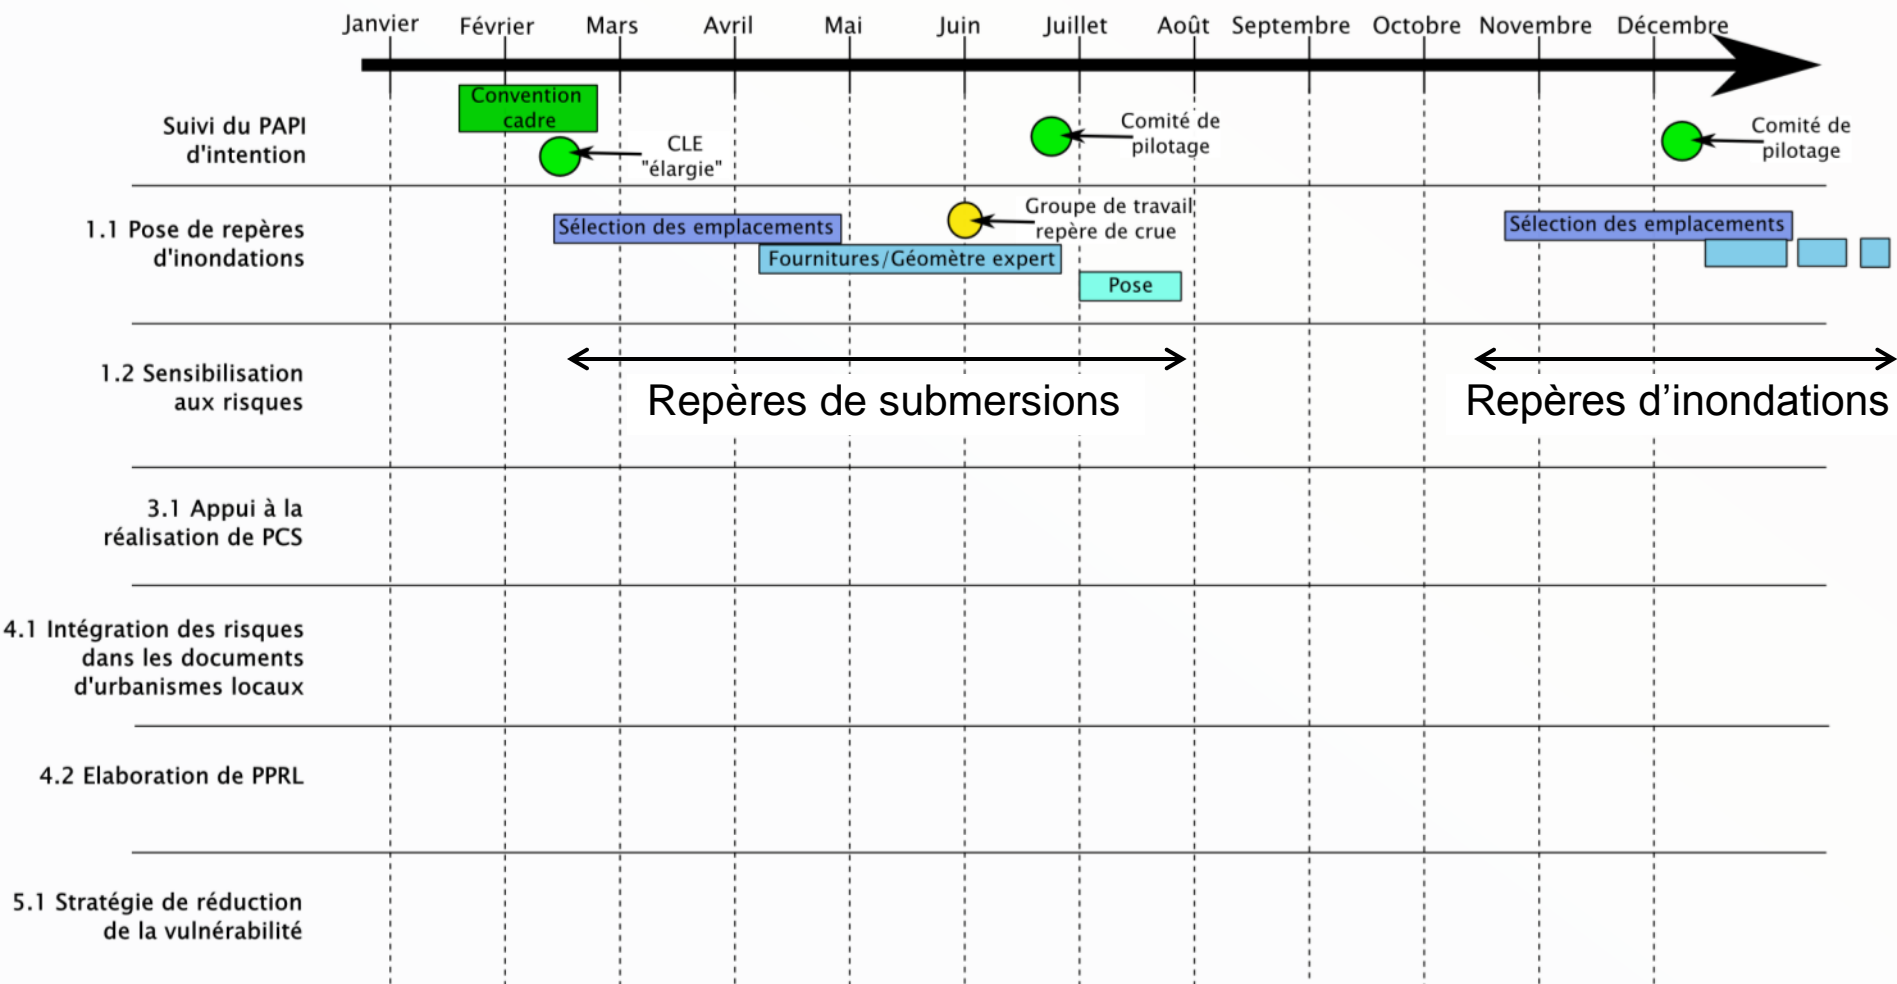 Janvier Février Mars Avril Mai Juin Juillet Août Septembre Octobre Novembre Décembre
Suivi du PAPI
d'intention
Convention
cadre
CLE
"élargie"
Comité de
pilotage
Comité de
pilotage
1.1 Pose de repères
d'inondations
Sélection des emplacements
Groupe de travail
repère de crue
Fournitures/Géomètre expert
Pose
Sélection des emplacements
1.2 Sensibilisation
aux risques
Repères de submersions
Repères d’inondations
3.1 Appui à la
réalisation de PCS
4.1 Intégration des risques
dans les documents
d'urbanismes locaux
4.2 Elaboration de PPRL
5.1 Stratégie de réduction
de la vulnérabilité